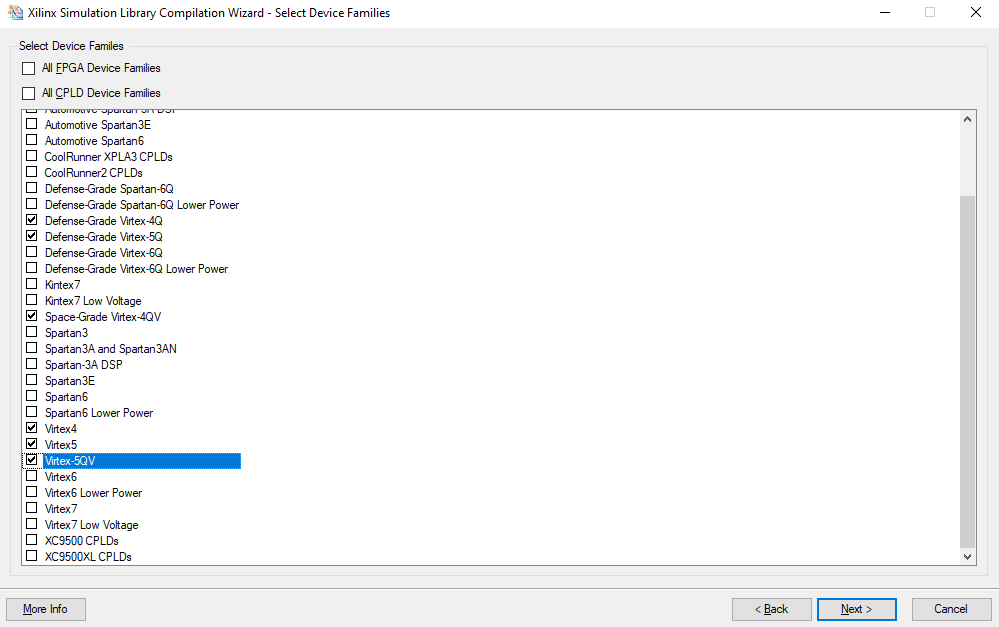 Xilinx Simulation Library Compilation Wizard - Select Device Families
Select Device Familes
All FPGA Device Families
All CPLD Device Families
Automotive Spartan-3A DSP
Automotive Spartan3E
Automotive Spartan6
CoolRunner XPLA3 CPLDs
CoolRunner2 CPLDs
Defense-Grade Spartan-6Q
Defense-Grade Spartan-6Q Lower Power
Defense-Grade Virtex-4Q
Defense-Grade Virtex-5Q
Defense-Grade Virtex-6Q
Defense-Grade Virtex-6Q Lower Power
Kintex7
Kintex7 Low Voltage
Space-Grade Virtex-4QV
Spartan3
Spartan3A and Spartan3AN
Spartan-3A DSP
Spartan3E
Spartan6
Spartan6 Lower Power
Virtex4
Virtex5
Virtex-5QV
Virtex6
Virtex6 Lower Power
Virtex7
Virtex7 Low Voltage
XC9500 CPLDs
XC9500XL CPLDs
More Info
< Back
Next >
Cancel